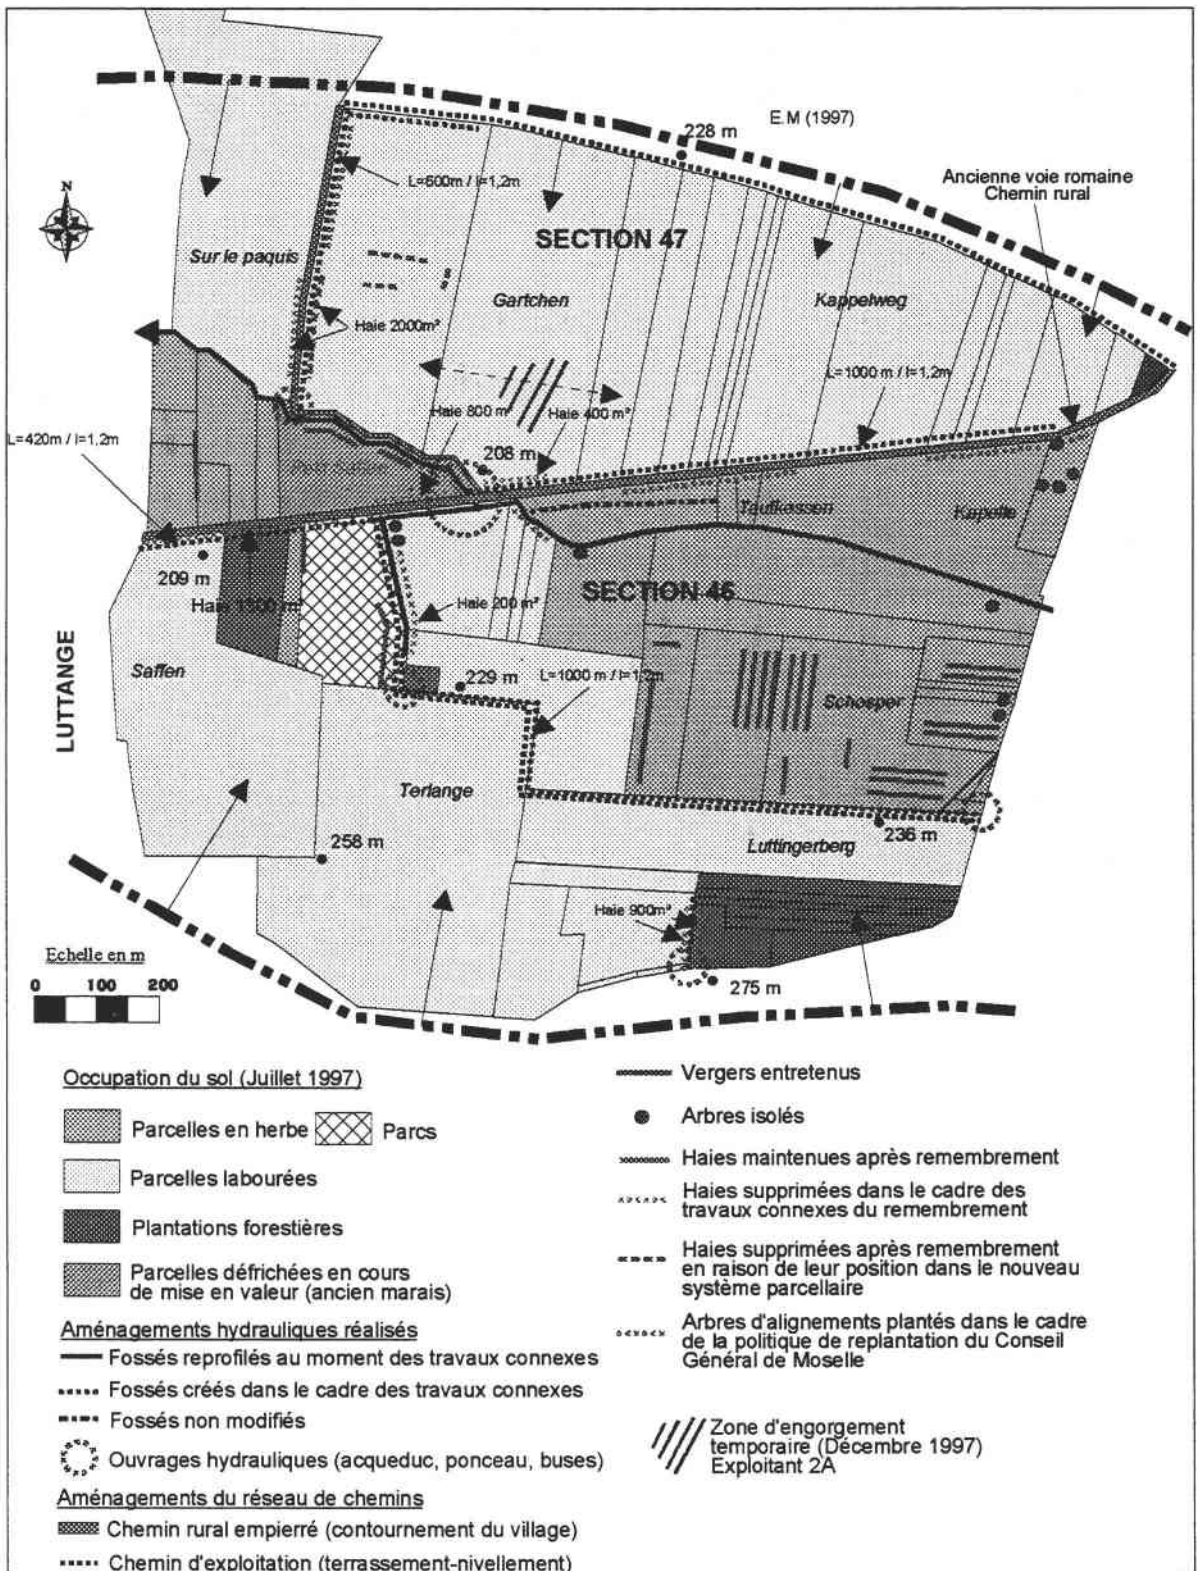 228 m
E.M (1997)
Ancienne voie romaine
Chemin rural
N
L=600m / l=1,2m
Sur le paquis
SECTION 47
Gartchen
Kappelweg
Haie 2000m²
L=1000 m / l=1,2m
Haie 800 m²
Haie 400 m²
L=420m / l=1,2m
208 m
Taufkessen
Kapelle
209 m
SECTION 46
Haie 200 m²
LUTTANGE
Saffen
229 m
L=1000 m / l=1,2m
Schosper
Terlange
236 m
Luttingerberg
258 m
Haie 900m²
275 m
Echelle en m
0 100 200
Occupation du sol (Juillet 1997)
Parcelles en herbe
Parcs
Parcelles labourées
Plantations forestières
Parcelles défrichées en cours
de mise en valeur (ancien marais)
Aménagements hydrauliques réalisés
Fossés reprofilés au moment des travaux connexes
Fossés créés dans le cadre des travaux connexes
Fossés non modifiés
Ouvrages hydrauliques (acqueduc, ponceau, buses)
Aménagements du réseau de chemins
Chemin rural empierré (contournement du village)
Chemin d'exploitation (terrassement-nivellement)
Vergers entretenus
Arbres isolés
Haies maintenues après remembrement
Haies supprimées dans le cadre des
travaux connexes du remembrement
Haies supprimées après remembrement
en raison de leur position dans le nouveau
système parcellaire
Arbres d'alignements plantés dans le cadre
de la politique de replantation du Conseil
Général de Moselle
Zone d'engorgement
temporaire (Décembre 1997)
Exploitant 2A